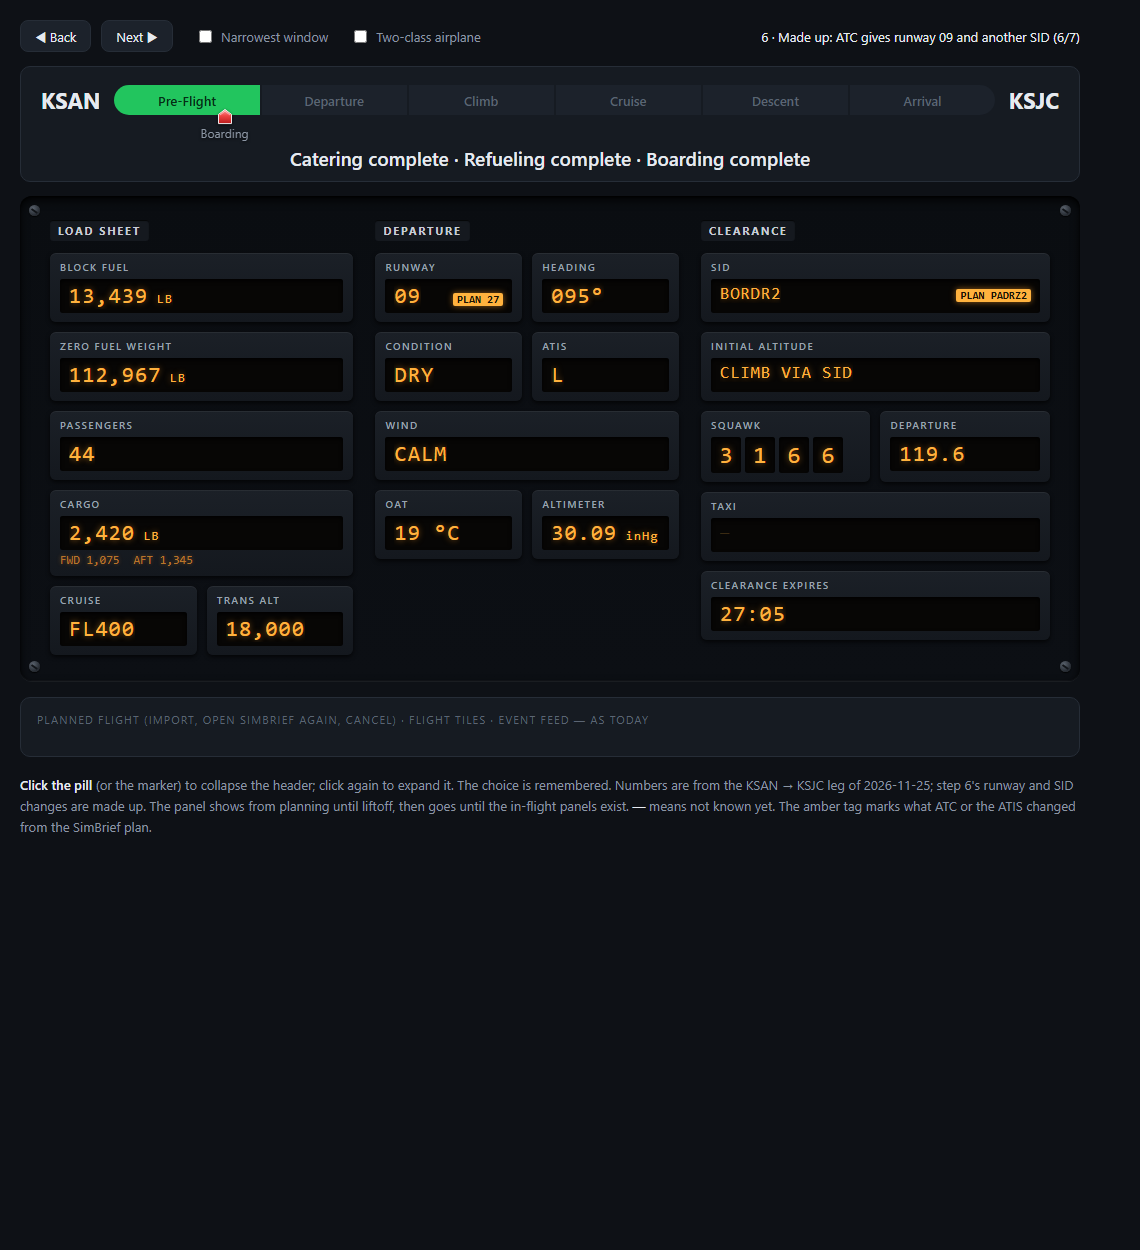 ◀ Back
Next ▶
Narrowest window
Two-class airplane
6 · Made up: ATC gives runway 09 and another SID (6/7)
KSAN
Pre-Flight
Departure
Climb
Cruise
Descent
Arrival
KSJC
Boarding
Catering complete · Refueling complete · Boarding complete
LOAD SHEET
BLOCK FUEL
13,439 LB
ZERO FUEL WEIGHT
112,967 LB
PASSENGERS
44
CARGO
2,420 LB
FWD 1,075 AFT 1,345
CRUISE
FL400
TRANS ALT
18,000
DEPARTURE
RUNWAY
09
PLAN 27
HEADING
095°
CONDITION
DRY
ATIS
L
WIND
CALM
OAT
19 °C
ALTIMETER
30.09 inHg
CLEARANCE
SID
BORDR2
PLAN PADRZ2
INITIAL ALTITUDE
CLIMB VIA SID
SQUAWK
3 1 6 6
DEPARTURE
119.6
TAXI
—
CLEARANCE EXPIRES
27:05
PLANNED FLIGHT (IMPORT, OPEN SIMBRIEF AGAIN, CANCEL) · FLIGHT TILES · EVENT FEED — AS TODAY
Click the pill (or the marker) to collapse the header; click again to expand it. The choice is remembered. Numbers are from the KSAN → KSJC leg of 2026-11-25; step 6's runway and SID
changes are made up. The panel shows from planning until liftoff, then goes until the in-flight panels exist. — means not known yet. The amber tag marks what ATC or the ATIS changed
from the SimBrief plan.